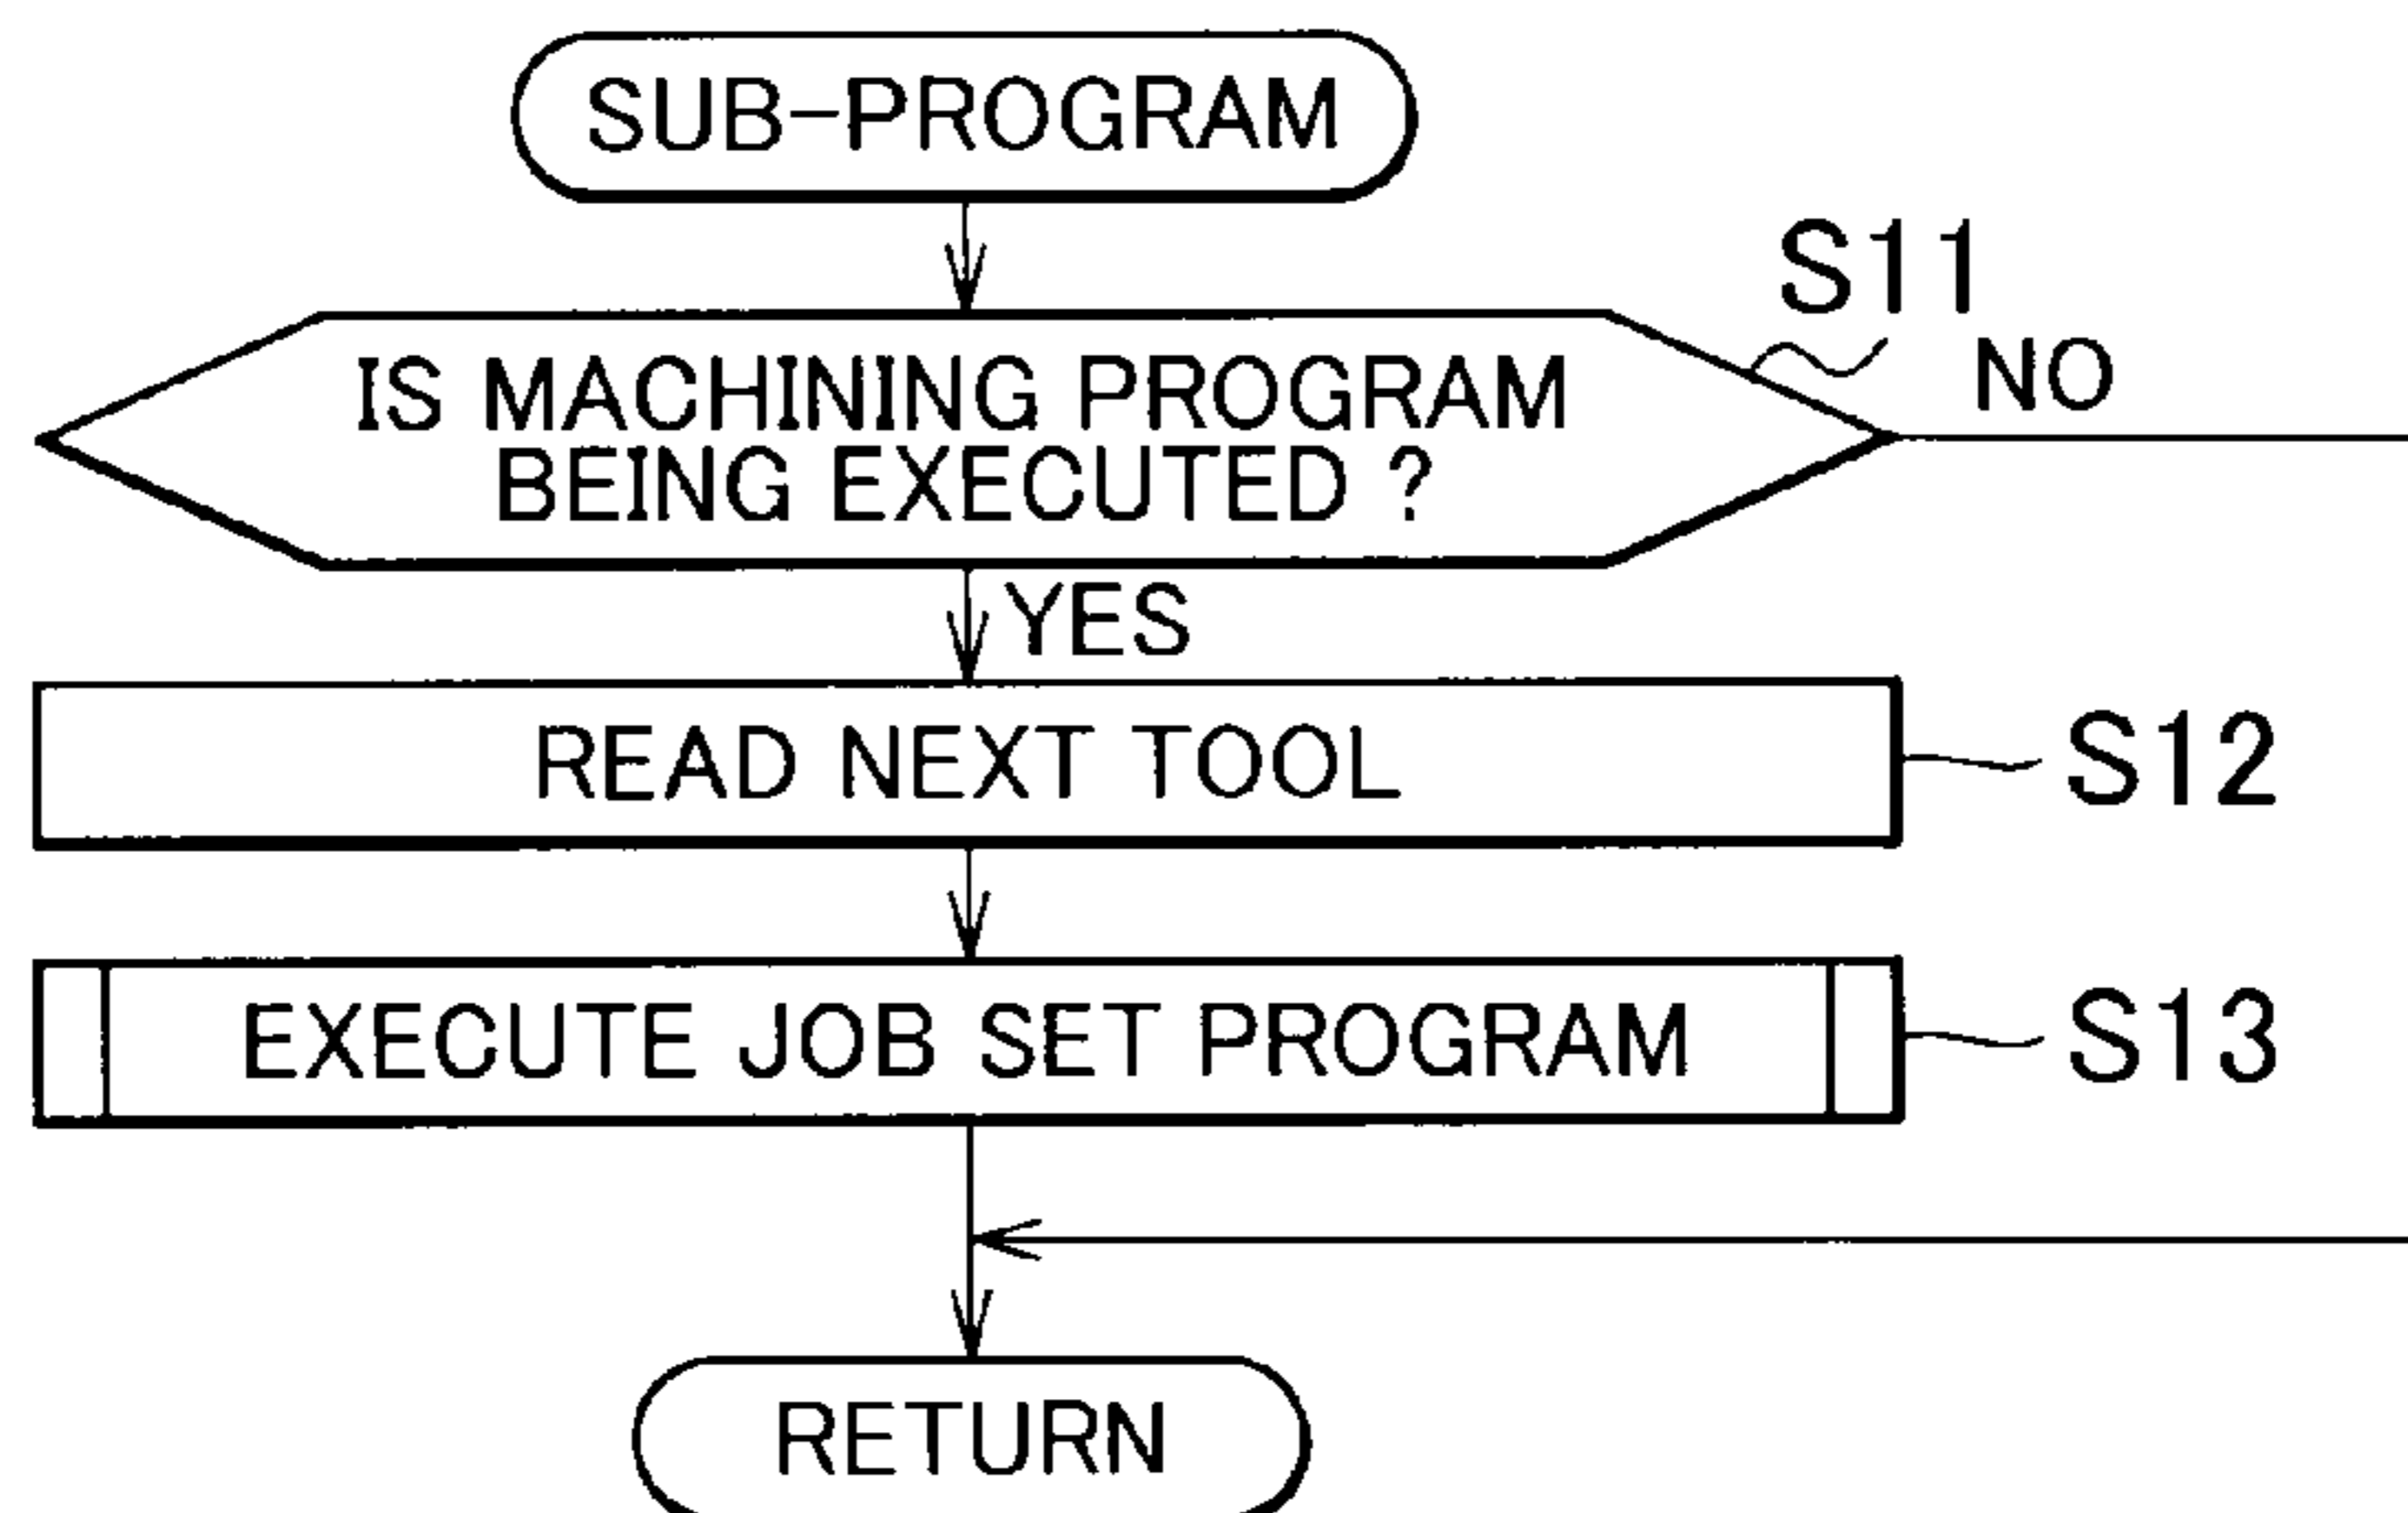 SUB-PROGRAM
S11
IS MACHINING PROGRAM
BEING EXECUTED ?
NO
YES
READ NEXT TOOL
S12
EXECUTE JOB SET PROGRAM
S13
RETURN